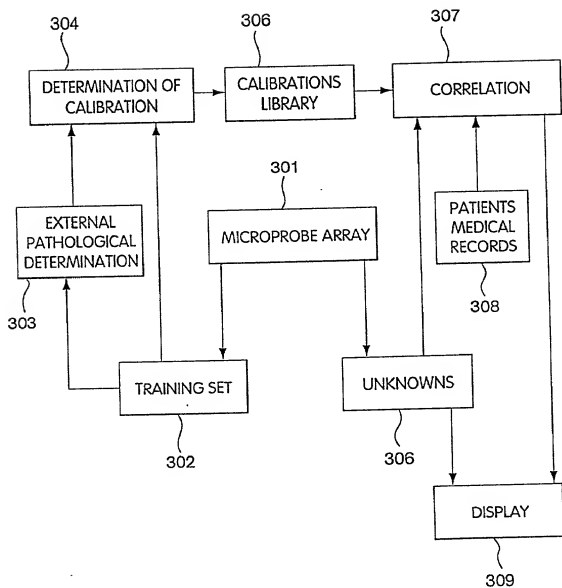 304
306
307
DETERMINATION OF
CALIBRATION
CALIBRATIONS
LIBRARY
CORRELATION
301
EXTERNAL
PATHOLOGICAL
DETERMINATION
MICROPROBE ARRAY
PATIENTS
MEDICAL
RECORDS
303
308
TRAINING SET
UNKNOWNS
302
306
DISPLAY
309